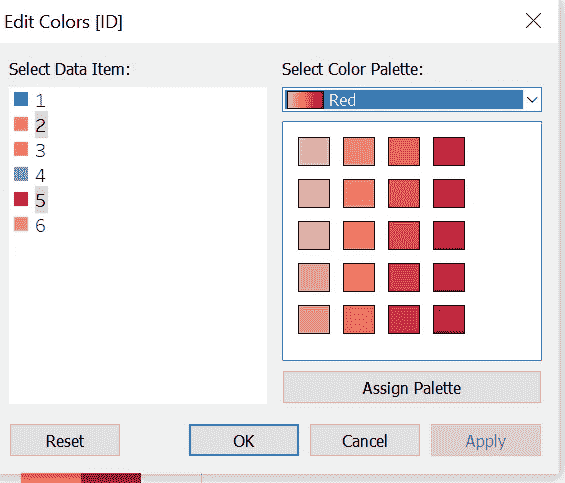 Edit Colors [ID]
Select Data Item:
1
2
3
4
5
6
Select Color Palette:
Red
Assign Palette
Reset
OK
Cancel
Apply